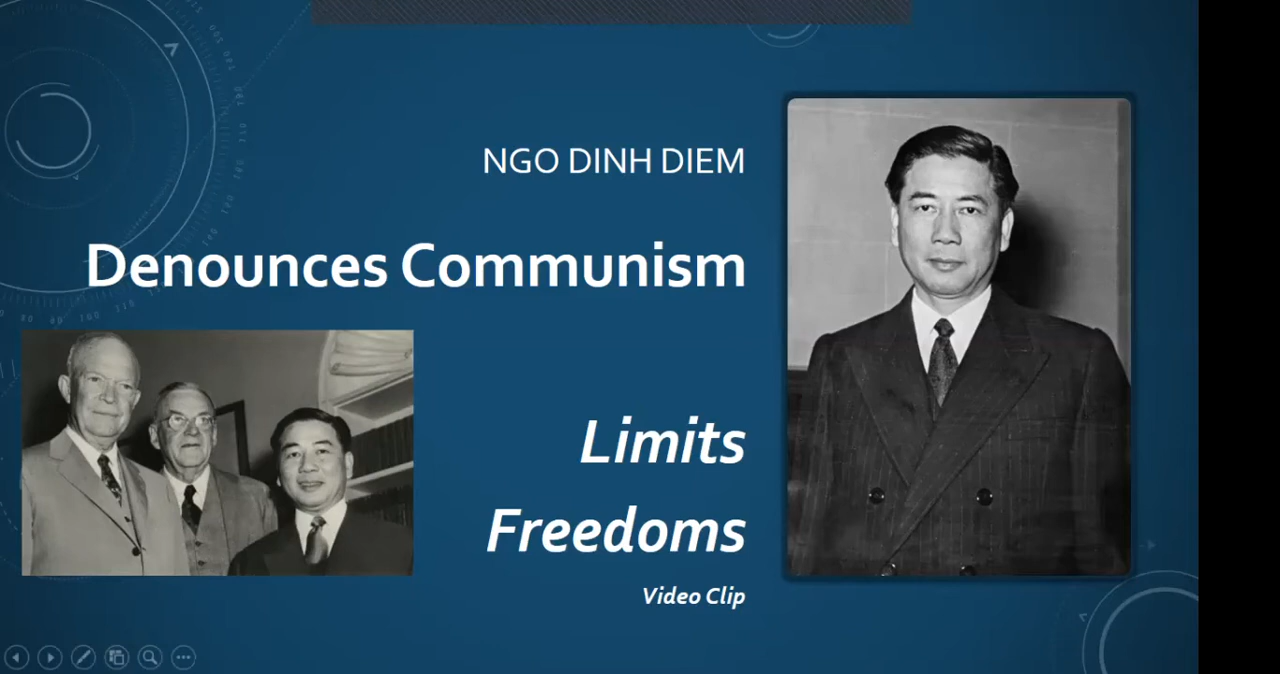 NGO DINH DIEM
Denounces Communism
Limits
Freedoms
Video Clip